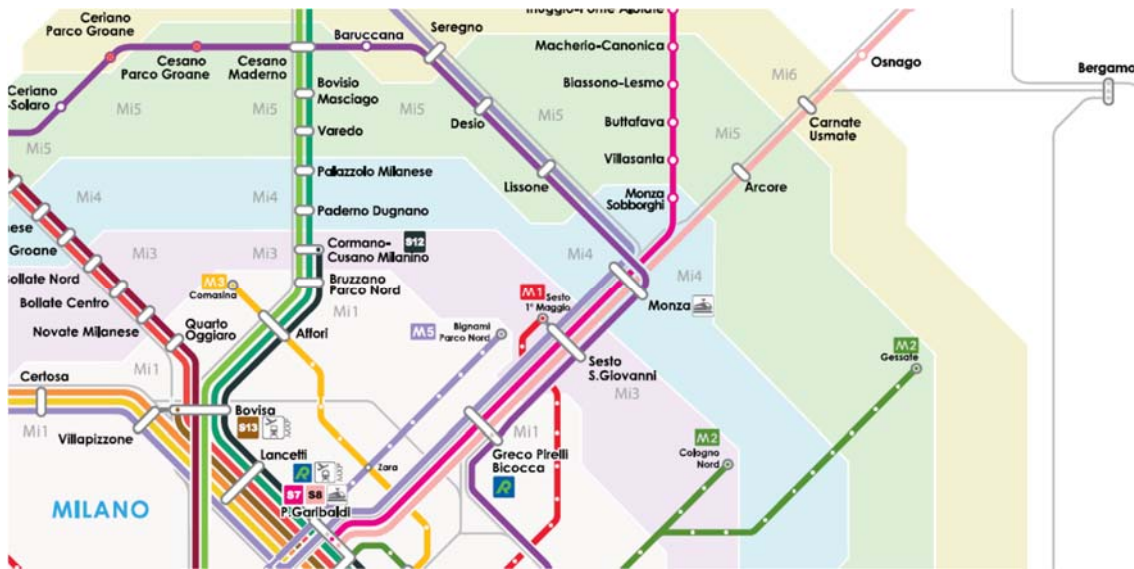 Ceriano
Parco Groane
Cesano
Parco Groane
Cesano
Maderno
Baruccana
Seregno
Macherio-Canonica
Biassono-Lesmo
Buttafava
Villasanta
Monza
Sobborghi
Osnago
Mi6
Bergamo
Ceriano
-Solaro
Mi5
Mi5
Mi5
Mi5
Mi5
Bovisio
Masciago
Varedo
Desio
Carnate
Usmate
Pallazzolo Milanese
Lissone
Arcore
Mi4
Mi4
Mi4
Mi4
Paderno Dugnano
Groane
Mi3
Mi3
Cormano-
Cusano Milanino
S12
Bollate Nord
Bruzzano
Parco Nord
M3
Comasina
Mi1
Bollate Centro
M1
Sesto
1º Maggio
Monza
Novate Milanese
Quarto
Oggiaro
Affori
M5
Bignami
Parco Nord
M2
Gessate
Sesto
S.Giovanni
Mi1
Certosa
Mi3
Bovisa
S13
Mi1
Villapizzone
Mi1
M2
Cologno
Nord
Lancetti
Zara
Greco Pirelli
Bicocca
R
R
S7
S8
P.Garibaldi
MILANO